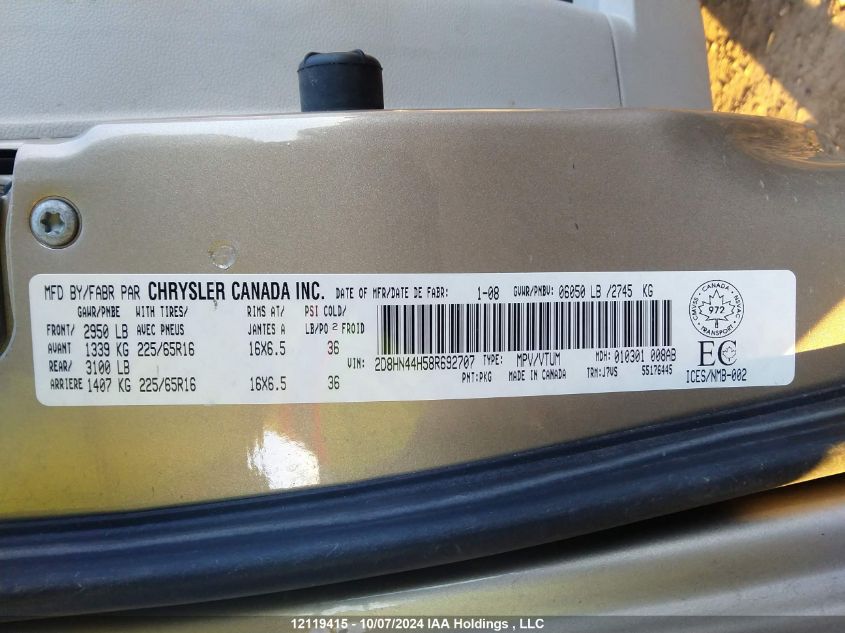 MFD BY/FABR PAR CHRYSLER CANADA INC. DATE OF MFR/DATE DE FABR: 1-08 GVWR/PNBV: 06050 LB /2745 KG
GAWR/PNBE WITH TIRES/ RIMS AT/ PSI COLD/
FRONT/ 2950 LB AVEC PNEUS JANTES A LB/PO 2 FROID
AVANT 1339 KG 225/65R16 16X6.5 36
REAR/ 3100 LB
ARRIERE 1407 KG 225/65R16 16X6.5 36
VIN: 2D8HN44H58R692707 TYPE: MPV/VTUM MDH: 010301 008AB
PNT:PKG MADE IN CANADA TRM:J7VS 55176445
CMVSS CANADA NSVAC
972
TRANSPORT
EC
ICES/NMB-002
12119415 - 10/07/2024 IAA Holdings , LLC